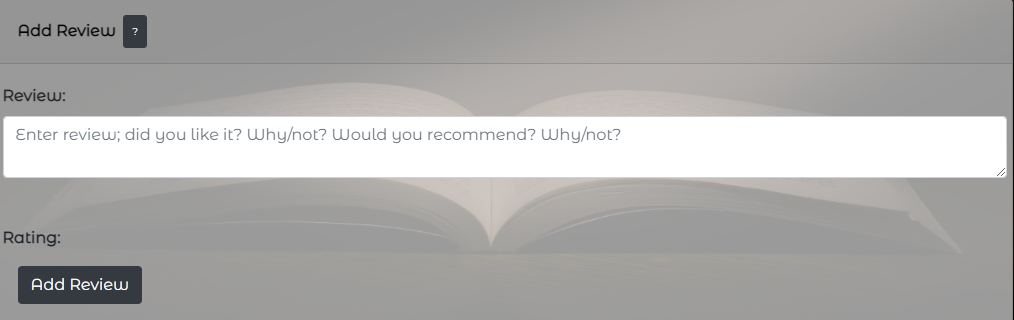 Add Review ?
Review:
Enter review; did you like it? Why/not? Would you recommend? Why/not?
Rating:
Add Review